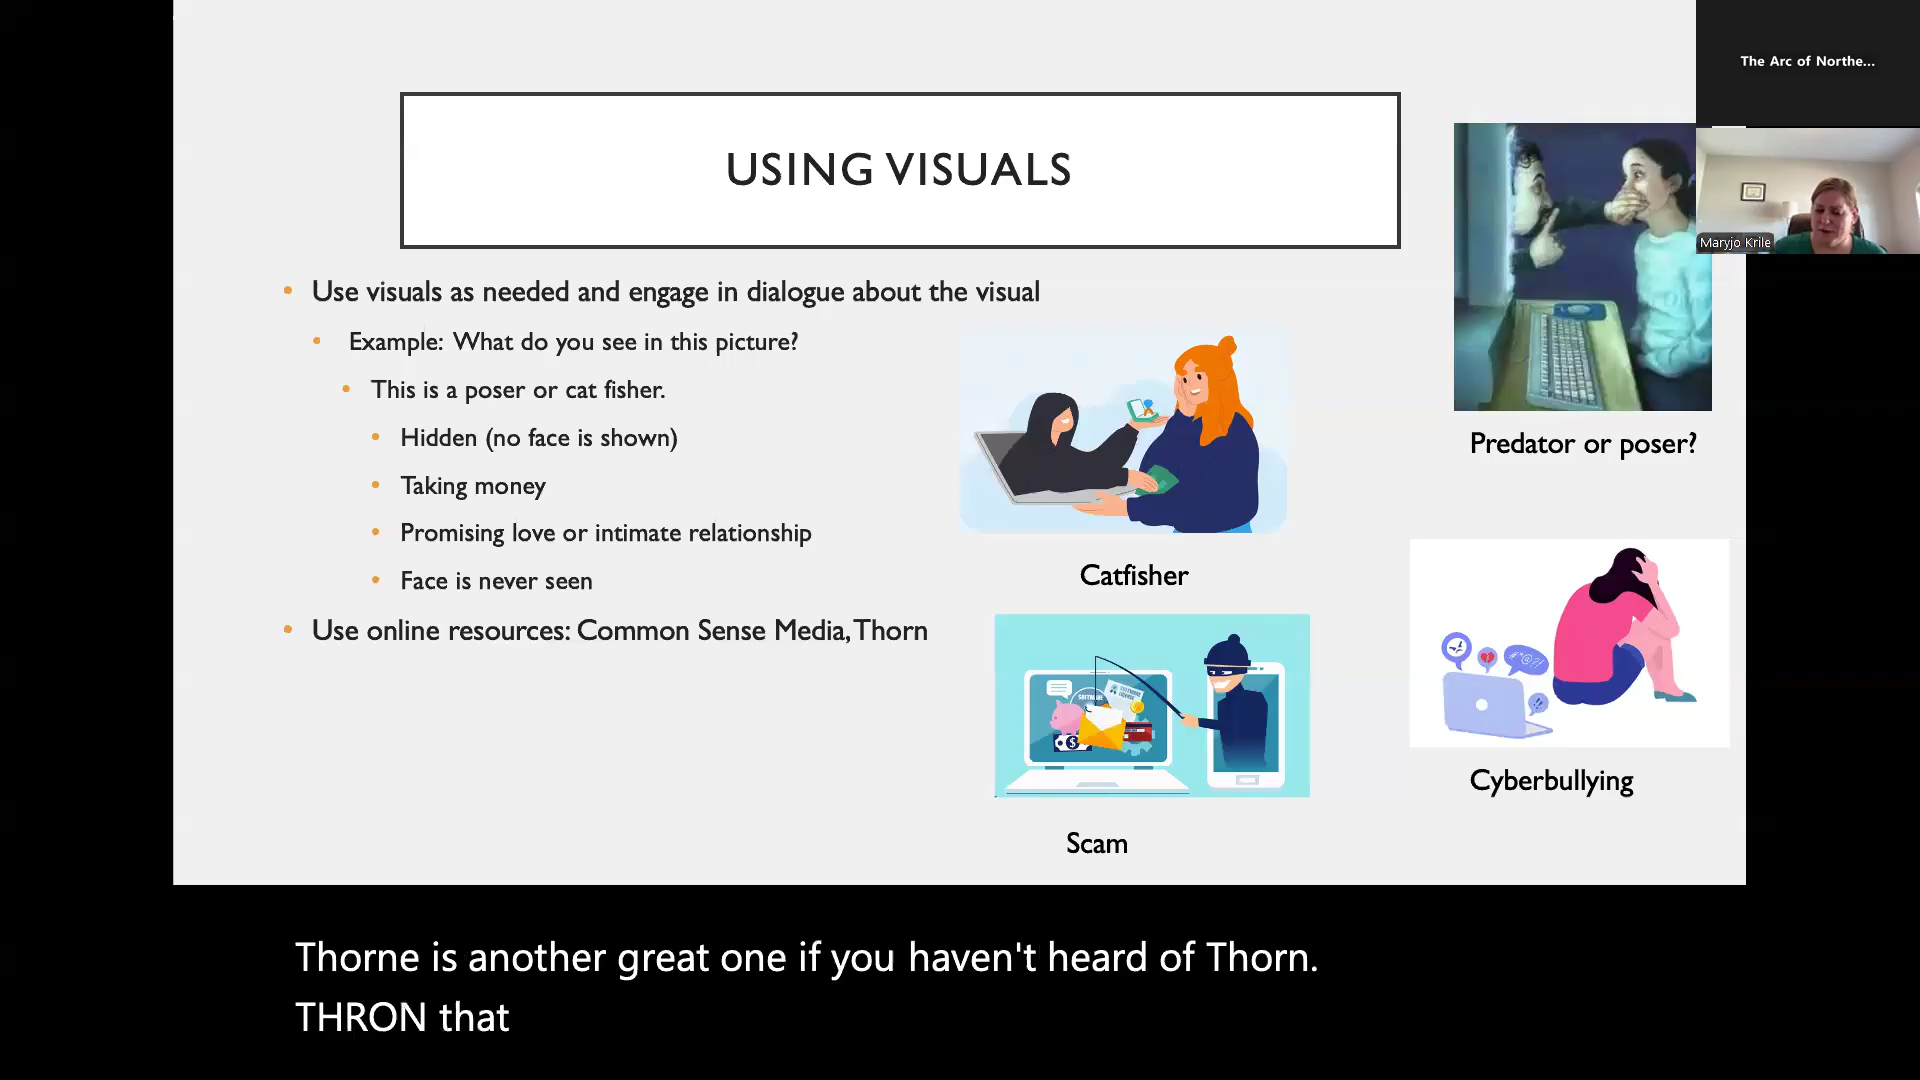 The Arc of Northe...
USING VISUALS
Maryjo Krile
• Use visuals as needed and engage in dialogue about the visual
• Example: What do you see in this picture?
• This is a poser or cat fisher.
• Hidden (no face is shown)
• Taking money
• Promising love or intimate relationship
• Face is never seen
• Use online resources: Common Sense Media, Thorn
Predator or poser?
Catfisher
#*@?!
SOFTWARE
$
Cyberbullying
Scam
Thorne is another great one if you haven't heard of Thorn.
THRON that